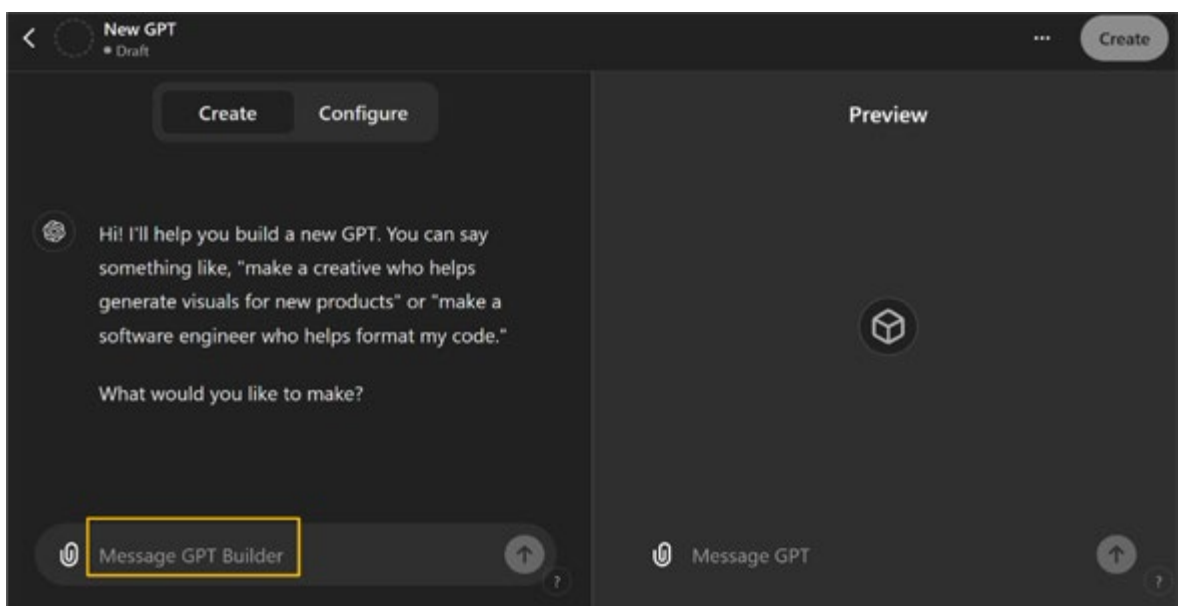 New GPT
Draft
...
Create
Create
Configure
Hi! I'll help you build a new GPT. You can say
something like, "make a creative who helps
generate visuals for new products" or "make a
software engineer who helps format my code."
What would you like to make?
Message GPT Builder
?
Preview
Message GPT
?